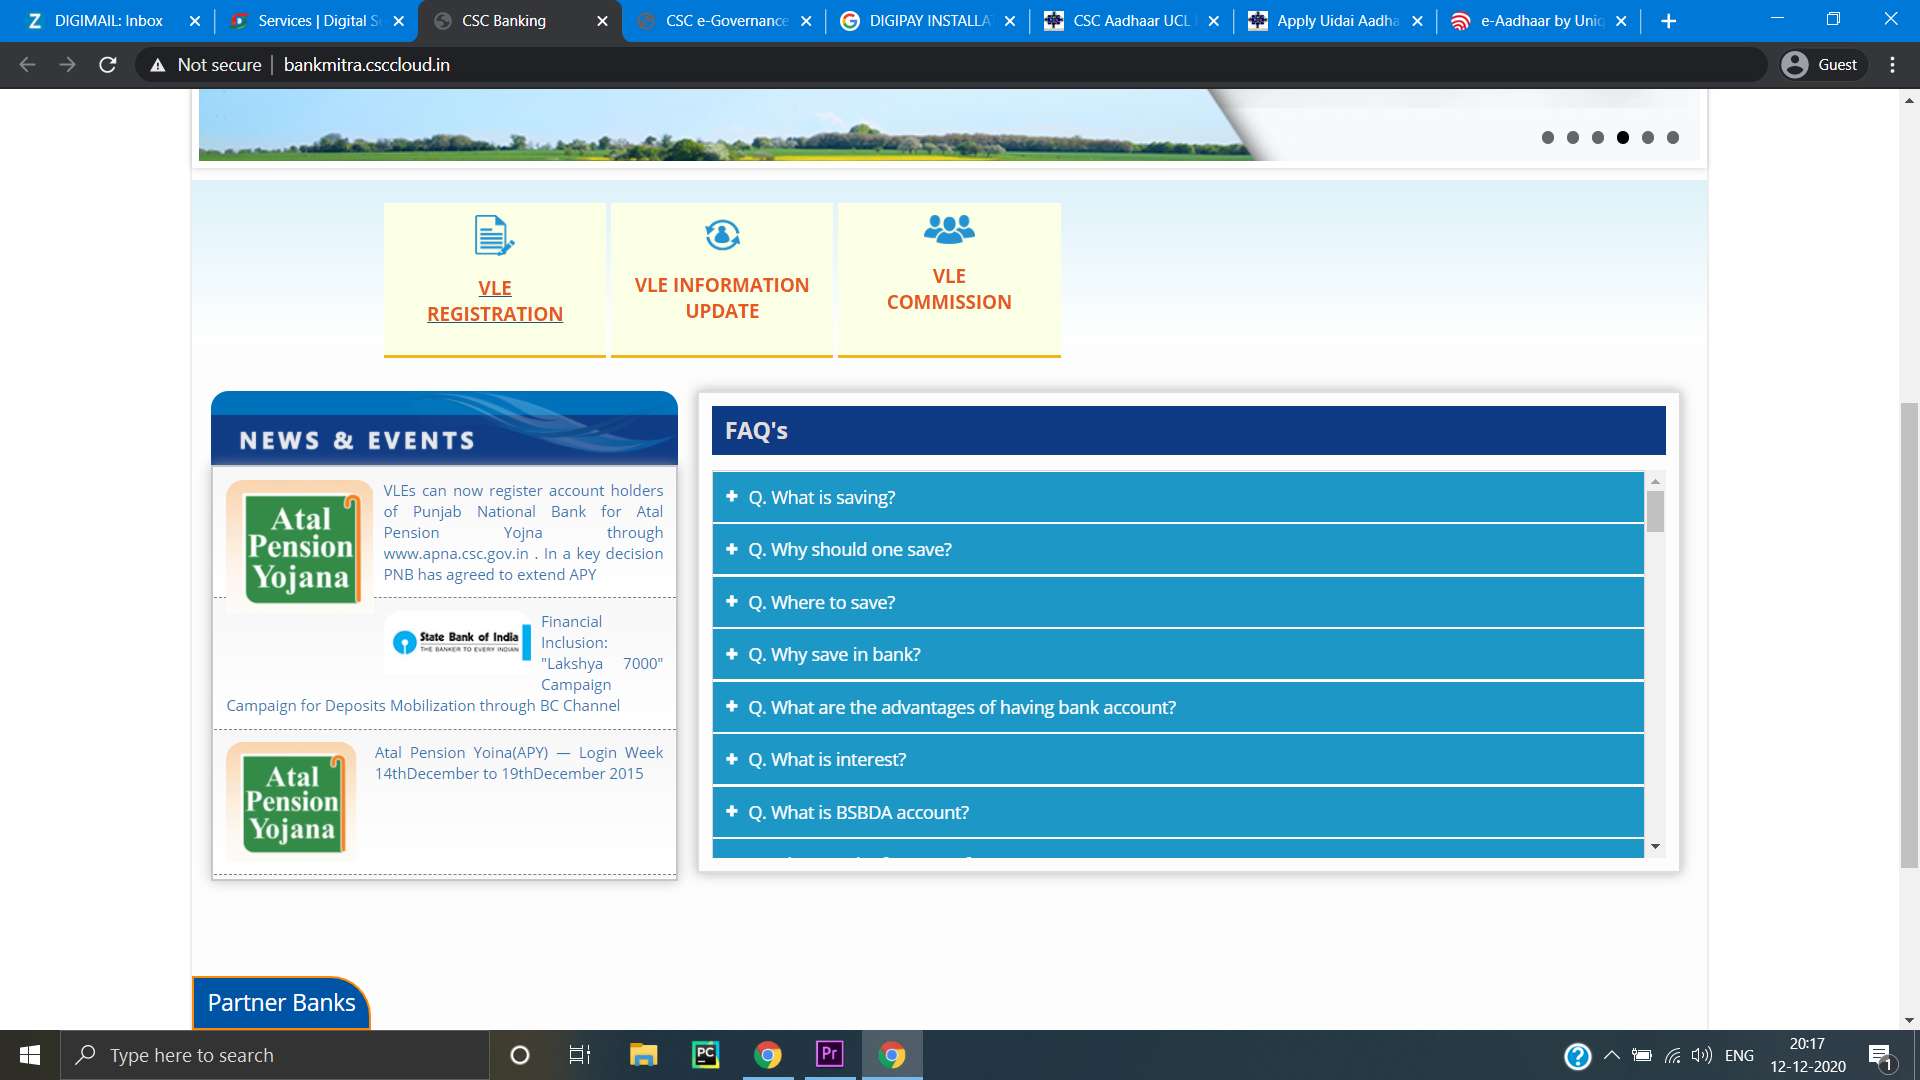 DIGIMAIL: Inbox
Services | Digital Se
CSC Banking
CSC e-Governance
DIGIPAY INSTALLA
CSC Aadhaar UCL
Apply Uidai Aadha
e-Aadhaar by Uniq
Not secure
bankmitra.csccloud.in
Guest
VLE
REGISTRATION
VLE INFORMATION
UPDATE
VLE
COMMISSION
NEWS & EVENTS
Atal
Pension
Yojana
VLEs can now register account holders
of Punjab National Bank for Atal
Pension Yojna through
www.apna.csc.gov.in . In a key decision
PNB has agreed to extend APY
State Bank of India
THE BANKER TO EVERY INDIAN
Financial
Inclusion:
"Lakshya 7000"
Campaign
Campaign for Deposits Mobilization through BC Channel
Atal
Pension
Yojana
Atal Pension Yoina(APY) — Login Week
14thDecember to 19thDecember 2015
FAQ's
Q. What is saving?
Q. Why should one save?
Q. Where to save?
Q. Why save in bank?
Q. What are the advantages of having bank account?
Q. What is interest?
Q. What is BSBDA account?
Partner Banks
Type here to search
PC
Pr
ENG
20:17
12-12-2020
1